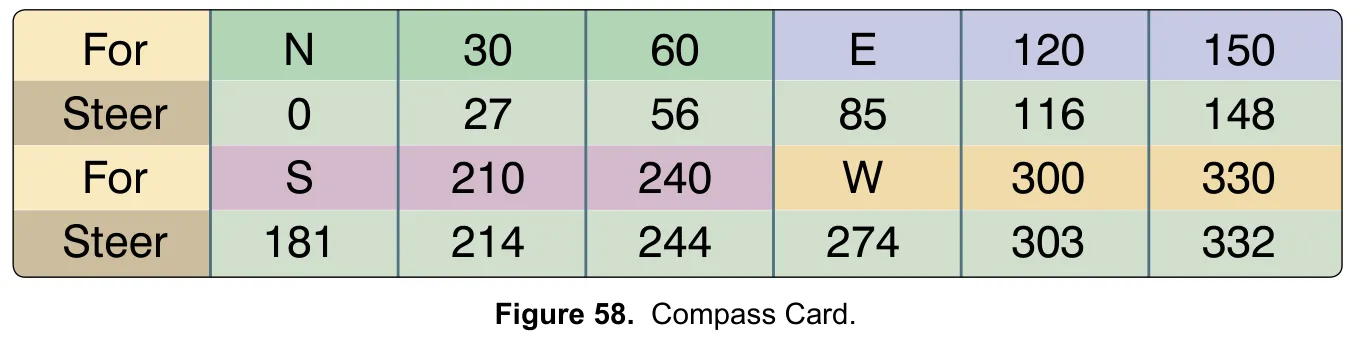 For N 30 60 E 120 150
Steer 0 27 56 85 116 148
For S 210 240 W 300 330
Steer 181 214 244 274 303 332
Figure 58. Compass Card.